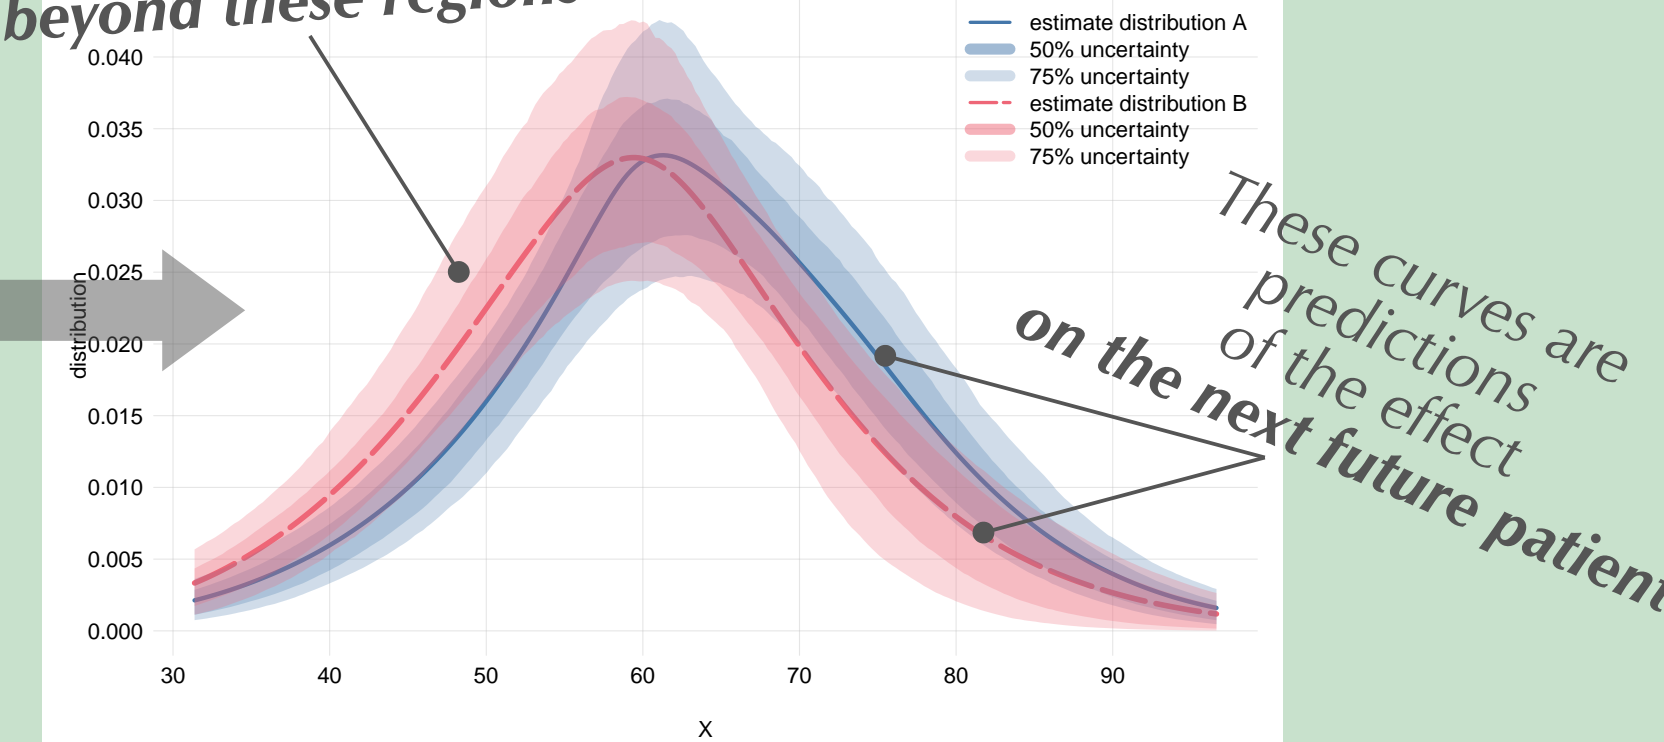 beyond these regions
estimate distribution A
50% uncertainty
75% uncertainty
estimate distribution B
50% uncertainty
75% uncertainty
0.040
0.035
0.030
0.025
0.020
0.015
0.010
0.005
0.000
distribution
These curves are
predictions
of the effect
on the next future patient
30 40 50 60 70 80 90
X